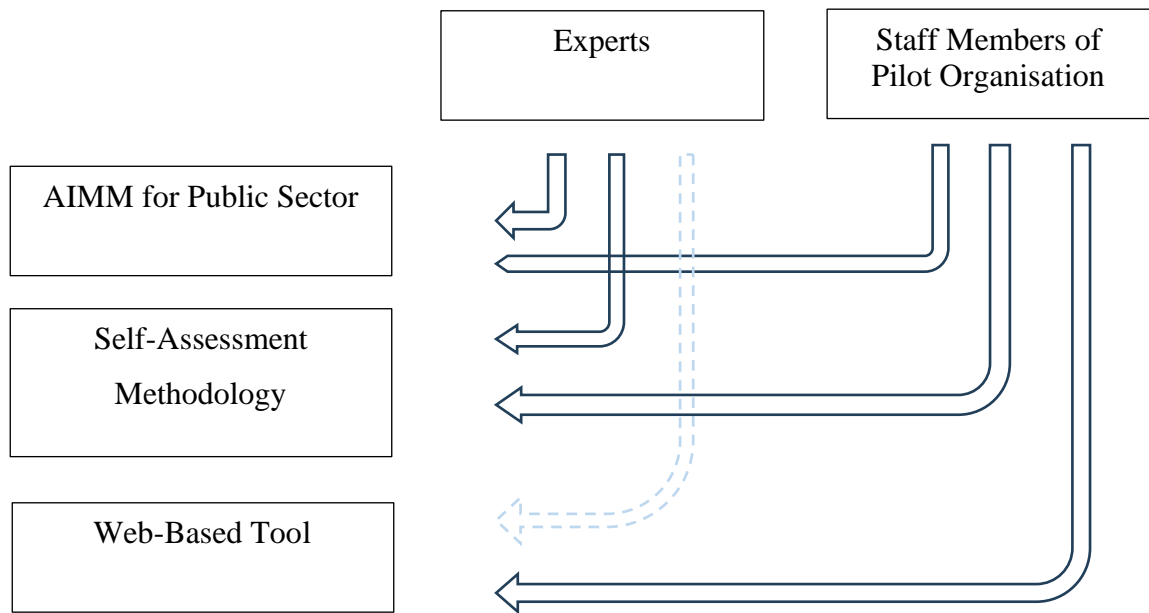 Experts
Staff Members of
Pilot Organisation
AIMM for Public Sector
Self-Assessment
Methodology
Web-Based Tool